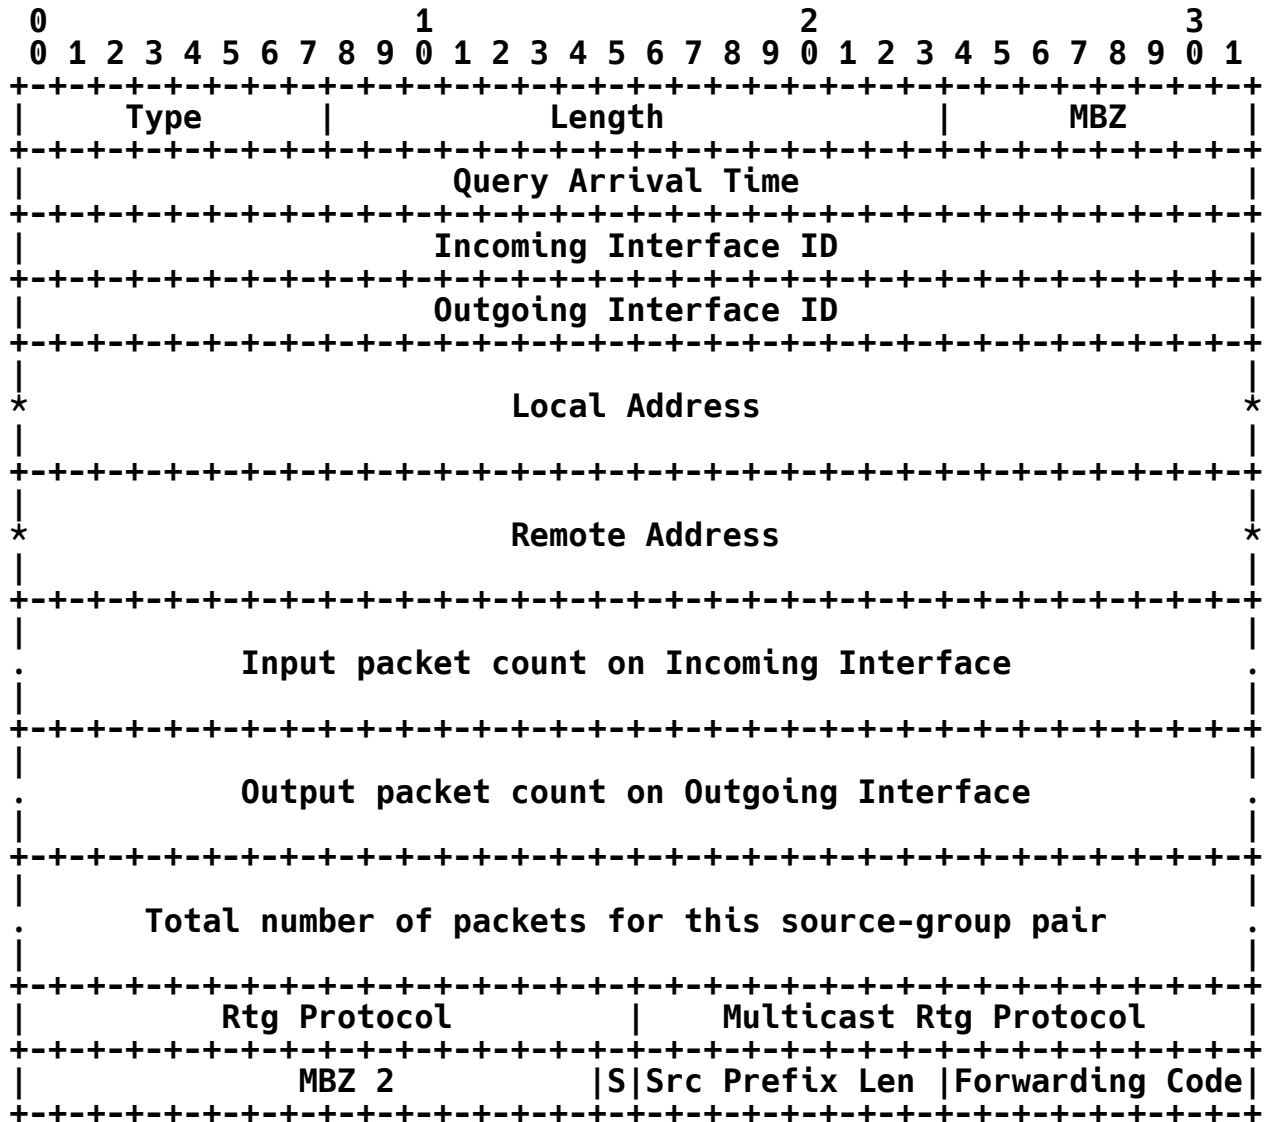 0                   1                   2                   3
 0 1 2 3 4 5 6 7 8 9 0 1 2 3 4 5 6 7 8 9 0 1 2 3 4 5 6 7 8 9 0 1
+-+-+-+-+-+-+-+-+-+-+-+-+-+-+-+-+-+-+-+-+-+-+-+-+-+-+-+-+-+-+-+-+
|     Type      |           Length              |      MBZ      |
+-+-+-+-+-+-+-+-+-+-+-+-+-+-+-+-+-+-+-+-+-+-+-+-+-+-+-+-+-+-+-+-+
|                      Query Arrival Time                       |
+-+-+-+-+-+-+-+-+-+-+-+-+-+-+-+-+-+-+-+-+-+-+-+-+-+-+-+-+-+-+-+-+
|                     Incoming Interface ID                     |
+-+-+-+-+-+-+-+-+-+-+-+-+-+-+-+-+-+-+-+-+-+-+-+-+-+-+-+-+-+-+-+-+
|                     Outgoing Interface ID                     |
+-+-+-+-+-+-+-+-+-+-+-+-+-+-+-+-+-+-+-+-+-+-+-+-+-+-+-+-+-+-+-+-+
|                                                               |
*                         Local Address                         *
|                                                               |
+-+-+-+-+-+-+-+-+-+-+-+-+-+-+-+-+-+-+-+-+-+-+-+-+-+-+-+-+-+-+-+-+
|                                                               |
*                         Remote Address                        *
|                                                               |
+-+-+-+-+-+-+-+-+-+-+-+-+-+-+-+-+-+-+-+-+-+-+-+-+-+-+-+-+-+-+-+-+
|                                                               |
.           Input packet count on Incoming Interface            .
|                                                               |
+-+-+-+-+-+-+-+-+-+-+-+-+-+-+-+-+-+-+-+-+-+-+-+-+-+-+-+-+-+-+-+-+
|                                                               |
.           Output packet count on Outgoing Interface           .
|                                                               |
+-+-+-+-+-+-+-+-+-+-+-+-+-+-+-+-+-+-+-+-+-+-+-+-+-+-+-+-+-+-+-+-+
|                                                               |
.      Total number of packets for this source-group pair       .
|                                                               |
+-+-+-+-+-+-+-+-+-+-+-+-+-+-+-+-+-+-+-+-+-+-+-+-+-+-+-+-+-+-+-+-+
|          Rtg Protocol         |    Multicast Rtg Protocol     |
+-+-+-+-+-+-+-+-+-+-+-+-+-+-+-+-+-+-+-+-+-+-+-+-+-+-+-+-+-+-+-+-+
|              MBZ 2          |S|Src Prefix Len |Forwarding Code|
+-+-+-+-+-+-+-+-+-+-+-+-+-+-+-+-+-+-+-+-+-+-+-+-+-+-+-+-+-+-+-+-+